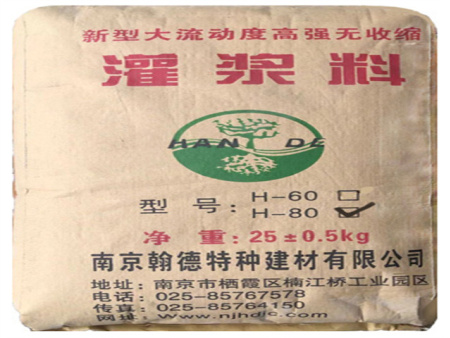 新型大流动度高强无收缩
灌浆料
HAN DE
型号: H-60 □
H-80 ☑
净重:25±0.5kg
南京翰德特种建材有限公司
地址: 南京市栖霞区楠江桥工业园区
电话: 025-85767578
传真: 025-85764150
网址: Www.njhdjc.com